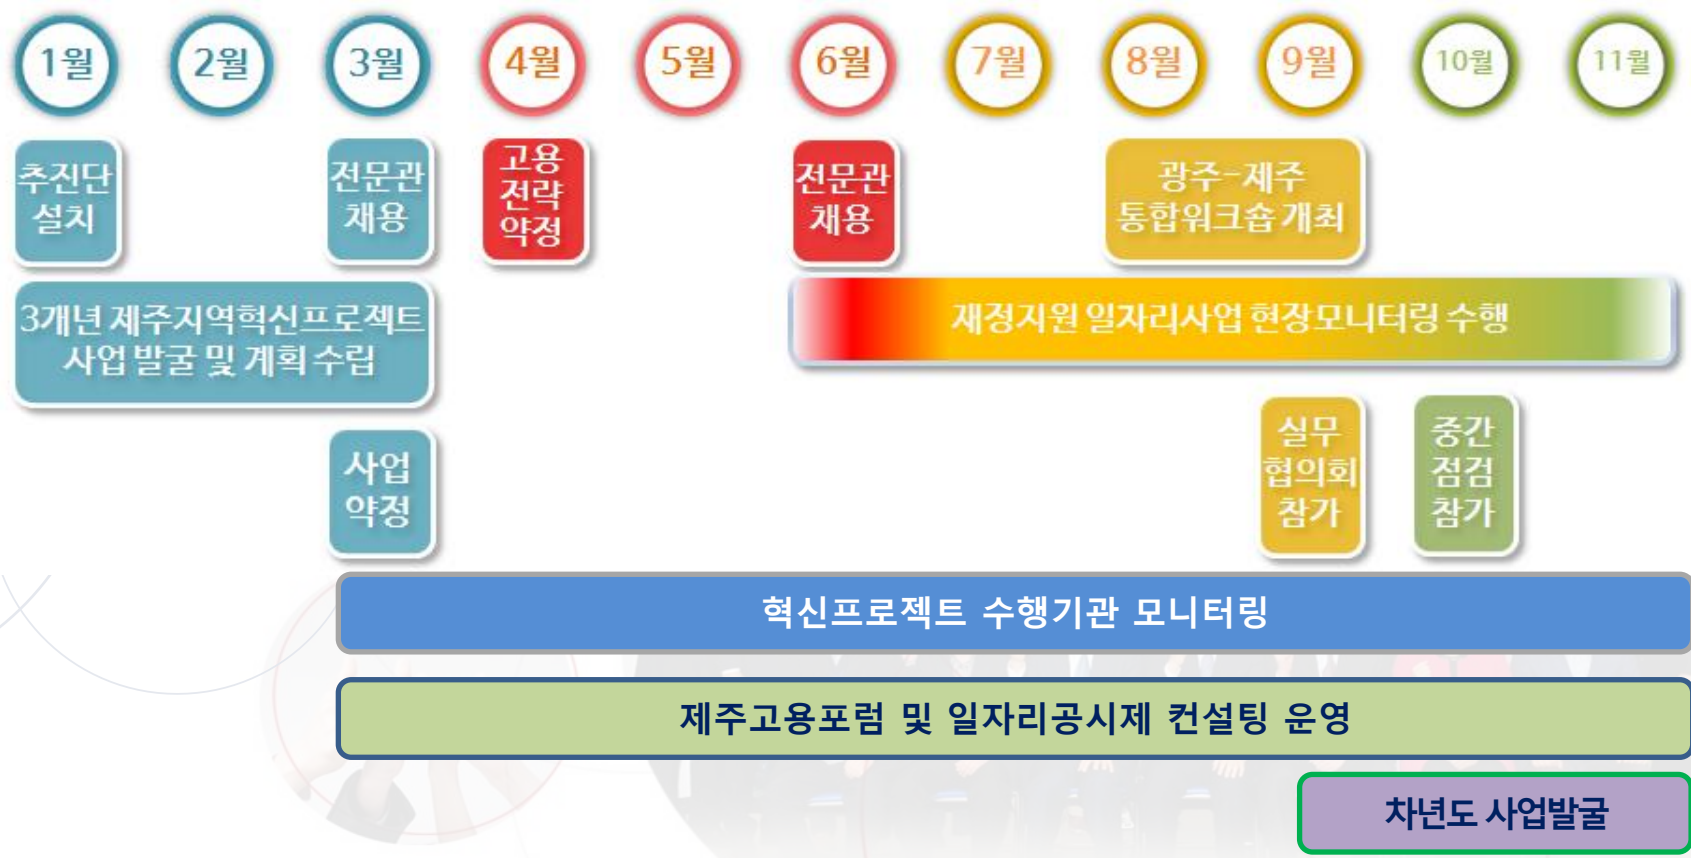 1월
2월
3월
4월
5월
6월
7월
8월
9월
10월
11월
추진단
설치
전문관
채용
고용
전략
약정
전문관
채용
광주-제주
통합워크숍 개최
3개년 제주지역혁신프로젝트
사업 발굴 및 계획 수립
재정지원 일자리사업 현장모니터링 수행
사업
약정
실무
협의회
참가
중간
점검
참가
혁신프로젝트 수행기관 모니터링
제주고용포럼 및 일자리공시제 컨설팅 운영
차년도 사업발굴